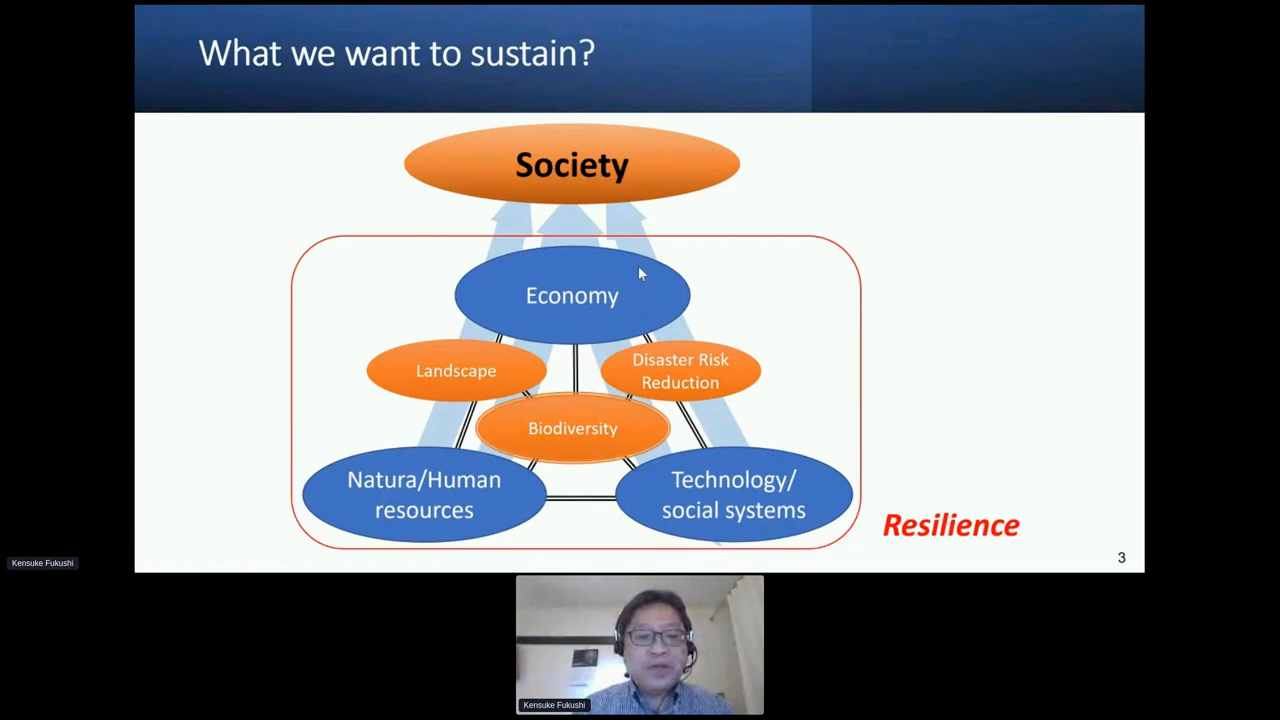 What we want to sustain?
Society
Economy
Landscape
Disaster Risk
Reduction
Biodiversity
Natura/Human
resources
Technology/
social systems
Resilience
3
Kensuke Fukushi
Kensuke Fukushi